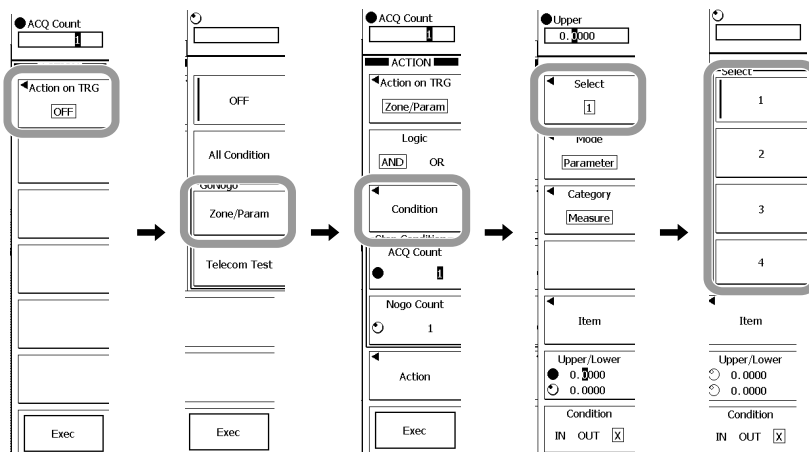 ACQ Count
1
Action on TRG
OFF
Exec
OFF
All Condition
GoNogo
Zone/Param
Telecom Test
Exec
ACQ Count
1
ACTION
Action on TRG
Zone/Param
Logic
AND OR
Condition
Stop Condition
ACQ Count
1
Nogo Count
1
Action
Exec
Upper
0.0000
Select
1
Mode
Parameter
Category
Measure
Item
Upper/Lower
0.0000
0.0000
Condition
IN OUT X
Select
1
2
3
4
Item
Upper/Lower
0.0000
0.0000
Condition
IN OUT X